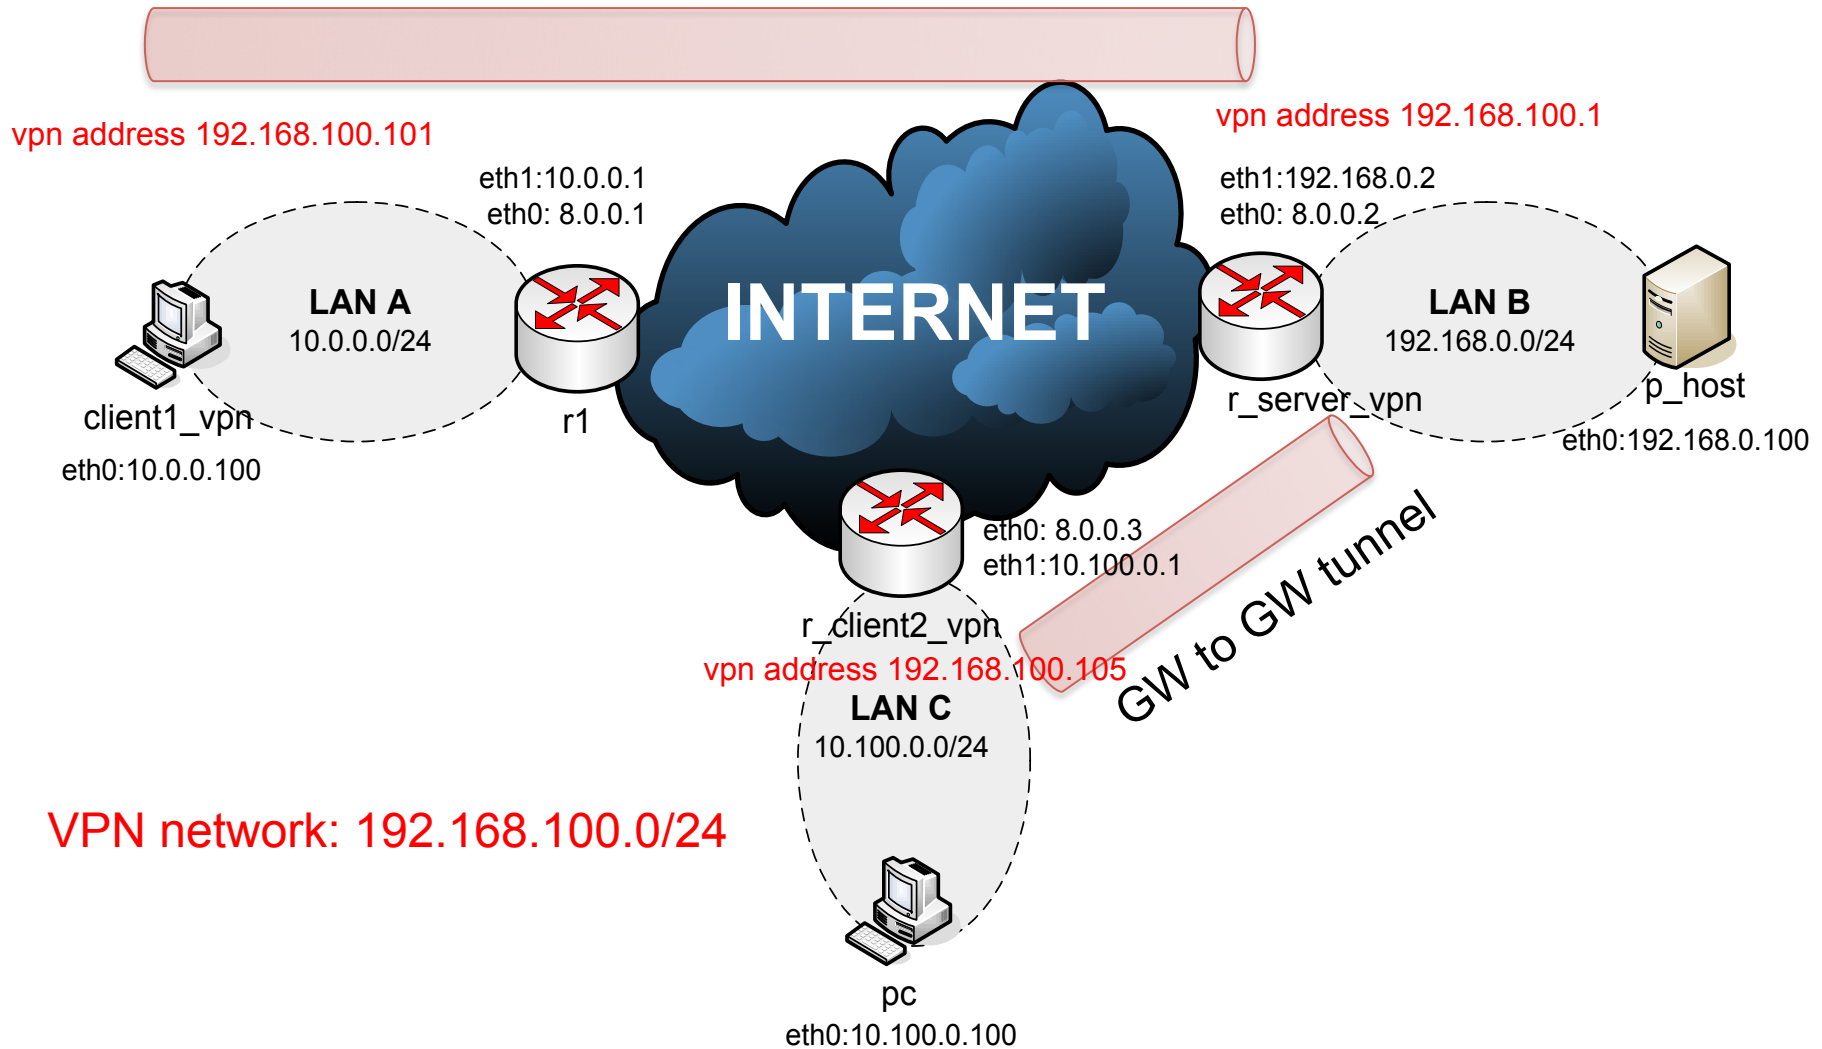 vpn address 192.168.100.101
vpn address 192.168.100.1
eth1:10.0.0.1
eth0: 8.0.0.1
eth1:192.168.0.2
eth0: 8.0.0.2
LAN A
10.0.0.0/24
INTERNET
LAN B
192.168.0.0/24
client1_vpn
eth0:10.0.0.100
r1
r_server_vpn
p_host
eth0:192.168.0.100
eth0: 8.0.0.3
eth1:10.100.0.1
GW to GW tunnel
r_client2_vpn
vpn address 192.168.100.105
LAN C
10.100.0.0/24
VPN network: 192.168.100.0/24
pc
eth0:10.100.0.100